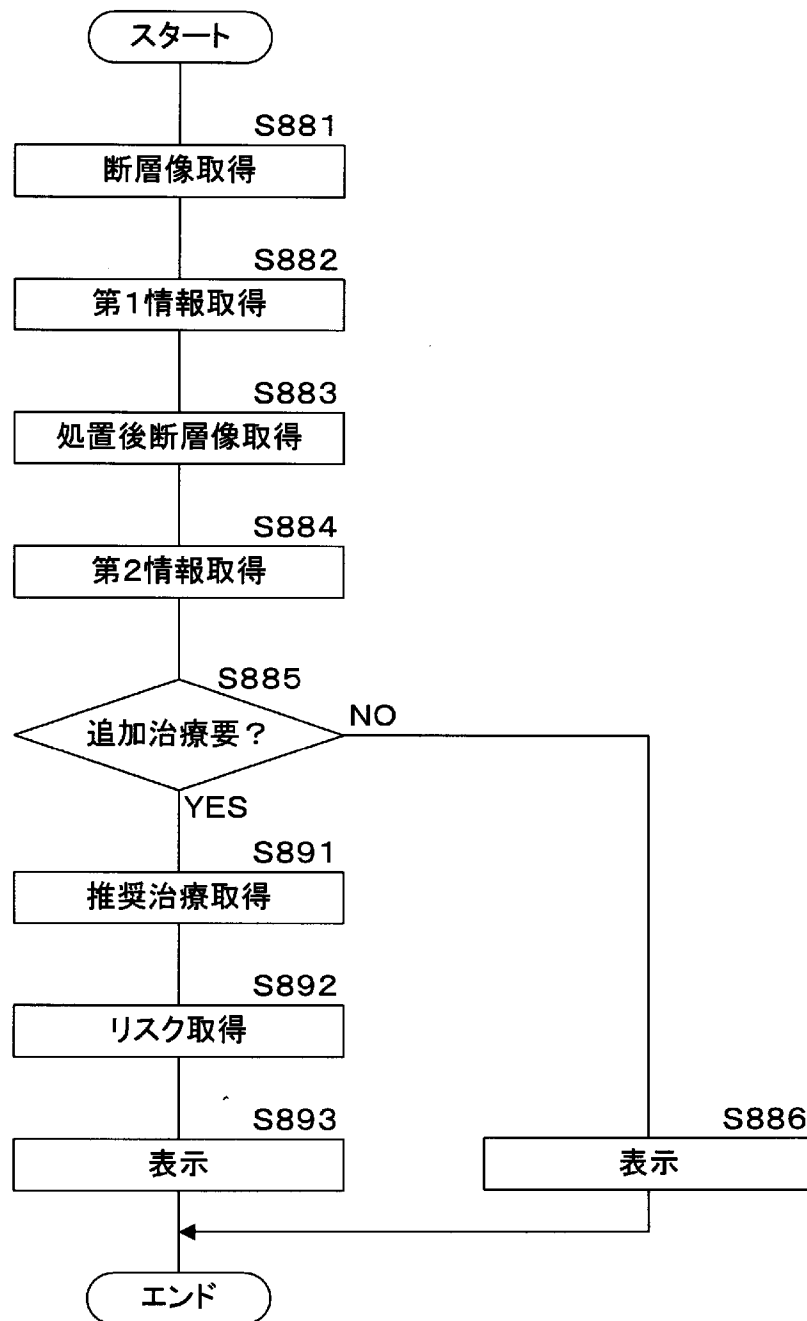 スタート
S881
断層像取得
S882
第1情報取得
S883
処置後断層像取得
S884
第2情報取得
S885
追加治療要?
NO
YES
S891
推奨治療取得
S892
リスク取得
S893
表示
S886
表示
エンド